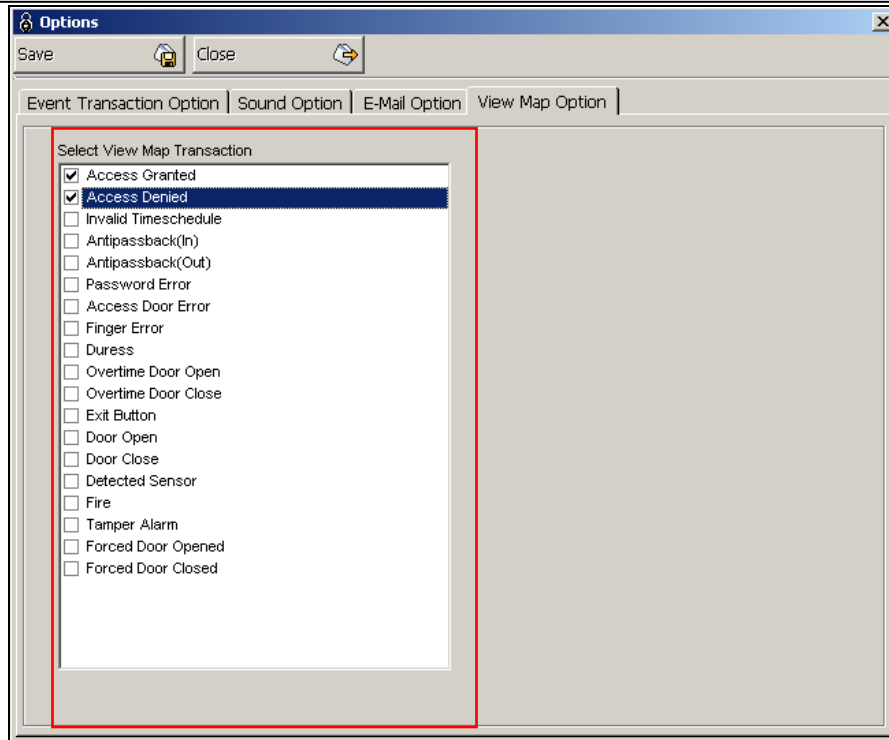 Options
Save Close
Event Transaction Option Sound Option E-Mail Option View Map Option
Select View Map Transaction
Access Granted
Access Denied
Invalid Timeschedule
Antipassback(In)
Antipassback(Out)
Password Error
Access Door Error
Finger Error
Duress
Overtime Door Open
Overtime Door Close
Exit Button
Door Open
Door Close
Detected Sensor
Fire
Tamper Alarm
Forced Door Opened
Forced Door Closed